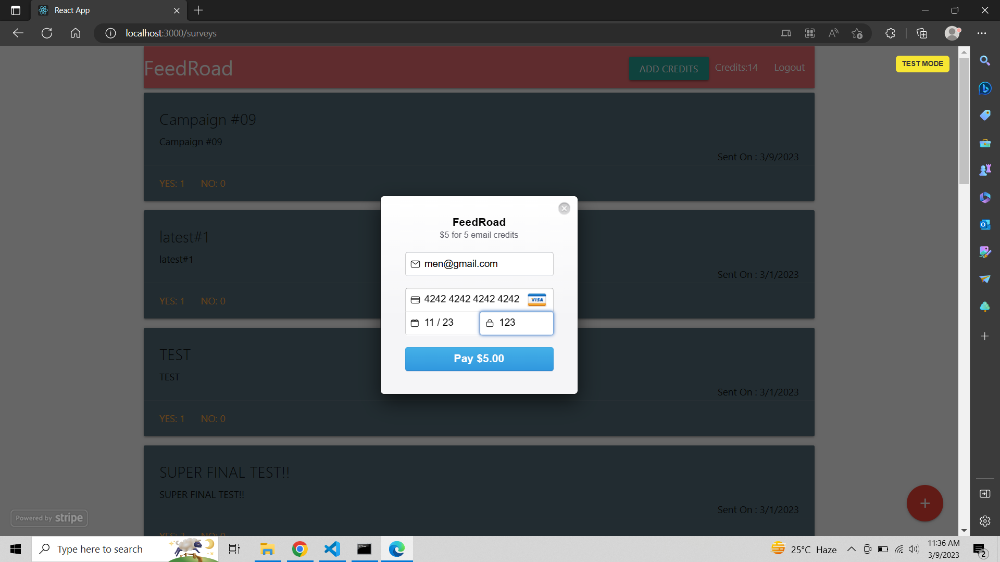 React App
localhost:3000/surveys
FeedRoad
ADD CREDITS
Credits:14
Logout
TEST MODE
Campaign #09
Campaign #09
Sent On : 3/9/2023
YES: 1 NO: 0
latest#1
latest#1
Sent On : 3/1/2023
YES: 1 NO: 0
TEST
TEST
Sent On : 3/1/2023
YES: 1 NO: 0
SUPER FINAL TEST!!
SUPER FINAL TEST!!
Sent On : 3/1/2023
FeedRoad
$5 for 5 email credits
men@gmail.com
4242 4242 4242 4242 VISA
11 / 23
123
Pay $5.00
Powered by stripe
Type here to search
25°C Haze
11:36 AM
3/9/2023
2